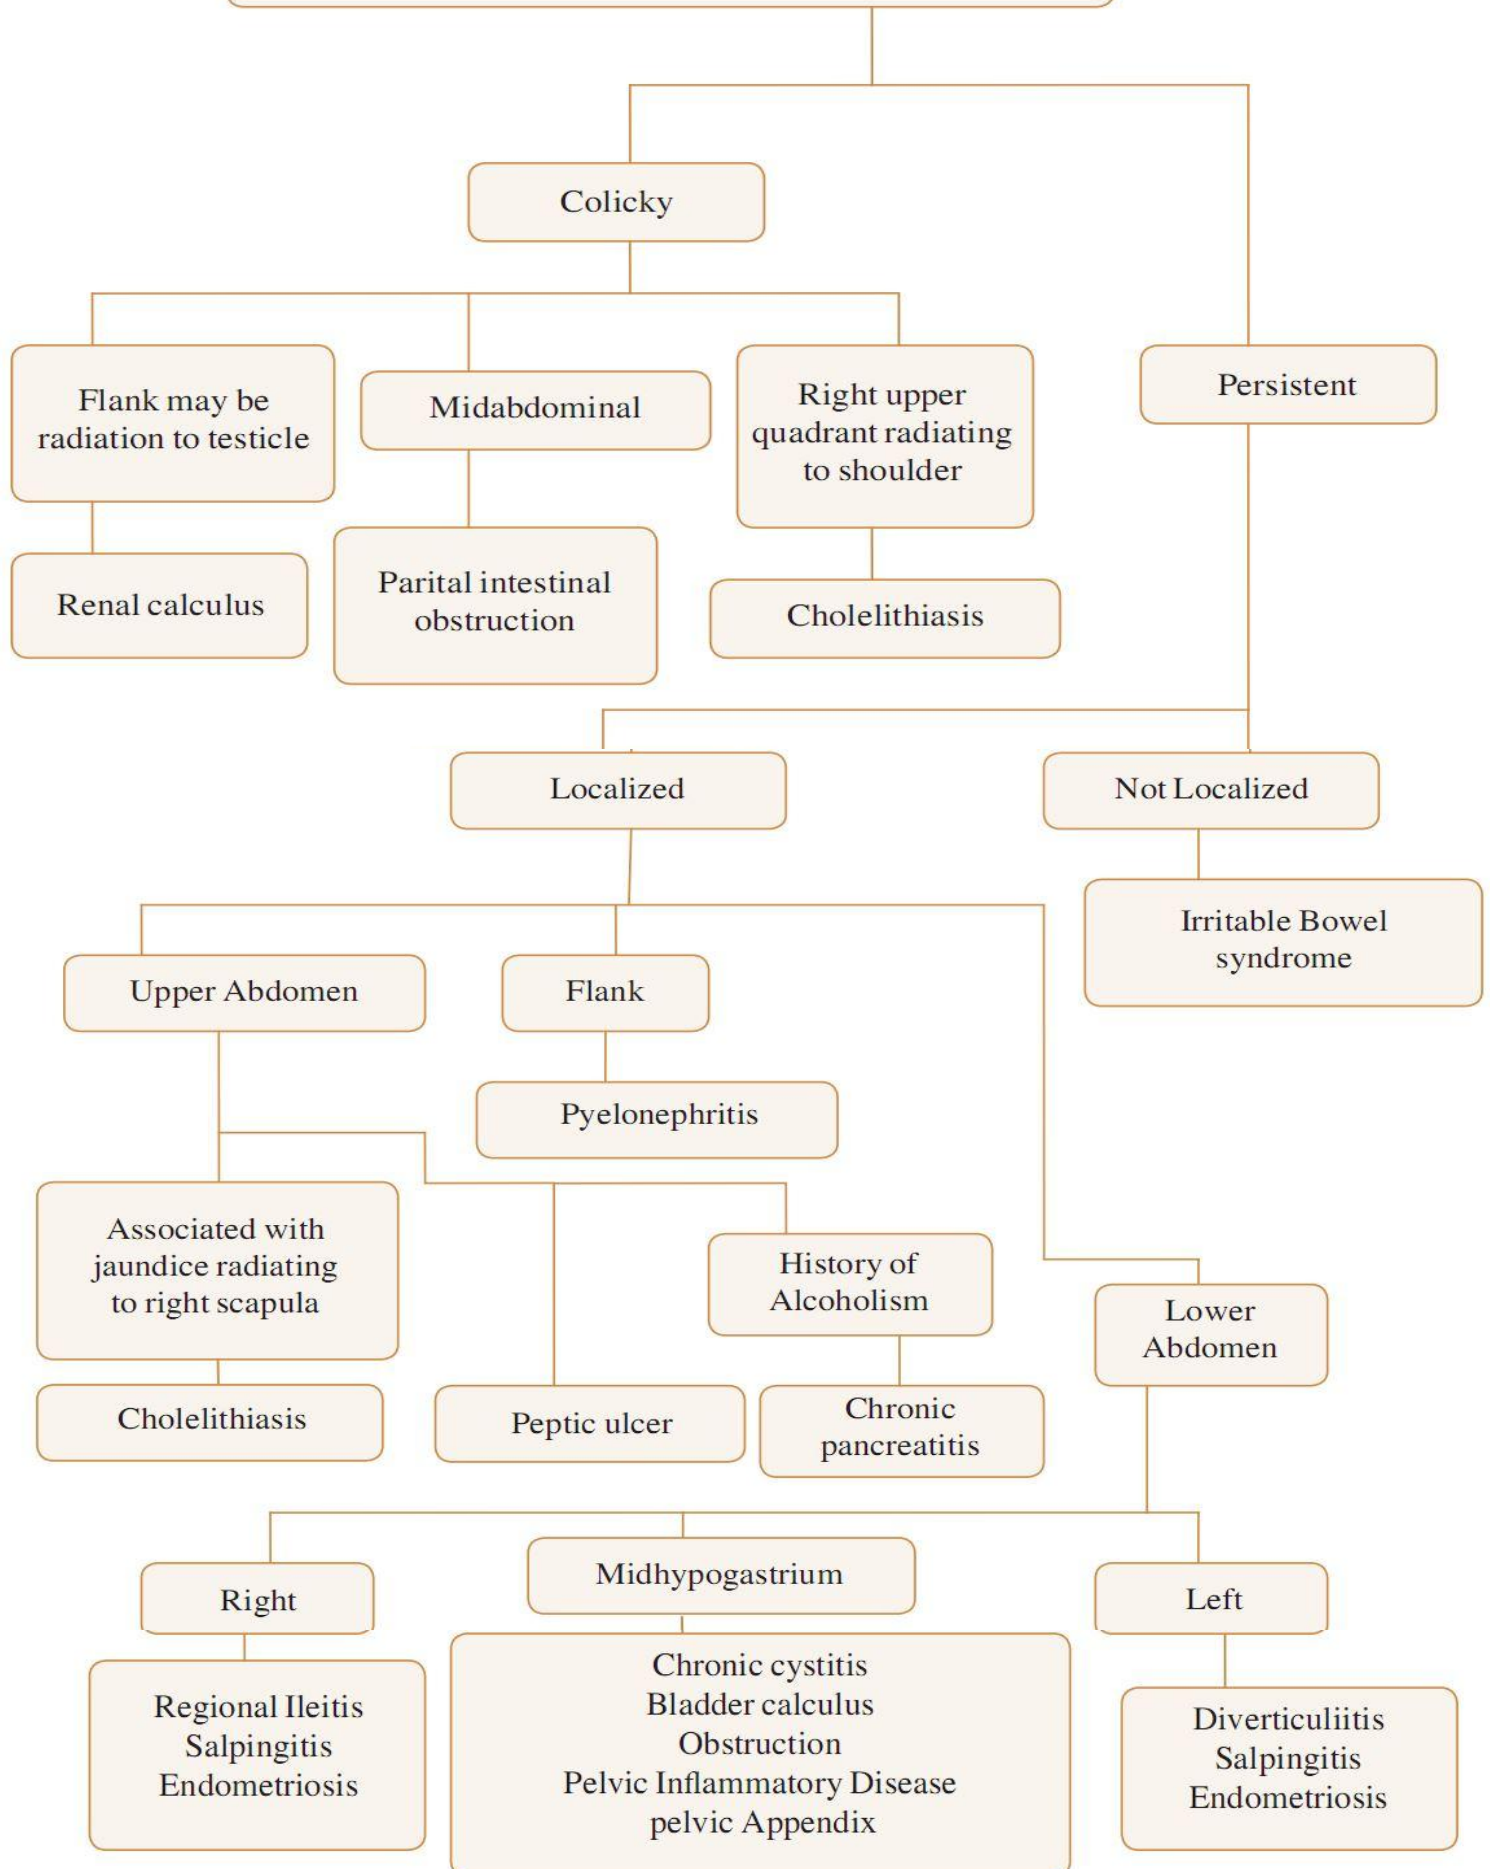 Colicky
Flank may be
radiation to testicle
Midabdominal
Right upper
quadrant radiating
to shoulder
Persistent
Renal calculus
Parital intestinal
obstruction
Cholelithiasis
Localized
Not Localized
Irritable Bowel
syndrome
Upper Abdomen
Flank
Pyelonephritis
Associated with
jaundice radiating
to right scapula
History of
Alcoholism
Lower
Abdomen
Cholelithiasis
Peptic ulcer
Chronic
pancreatitis
Right
Midhypogastrium
Left
Regional Ileitis
Salpingitis
Endometriosis
Chronic cystitis
Bladder calculus
Obstruction
Pelvic Inflammatory Disease
pelvic Appendix
Diverticuliitis
Salpingitis
Endometriosis